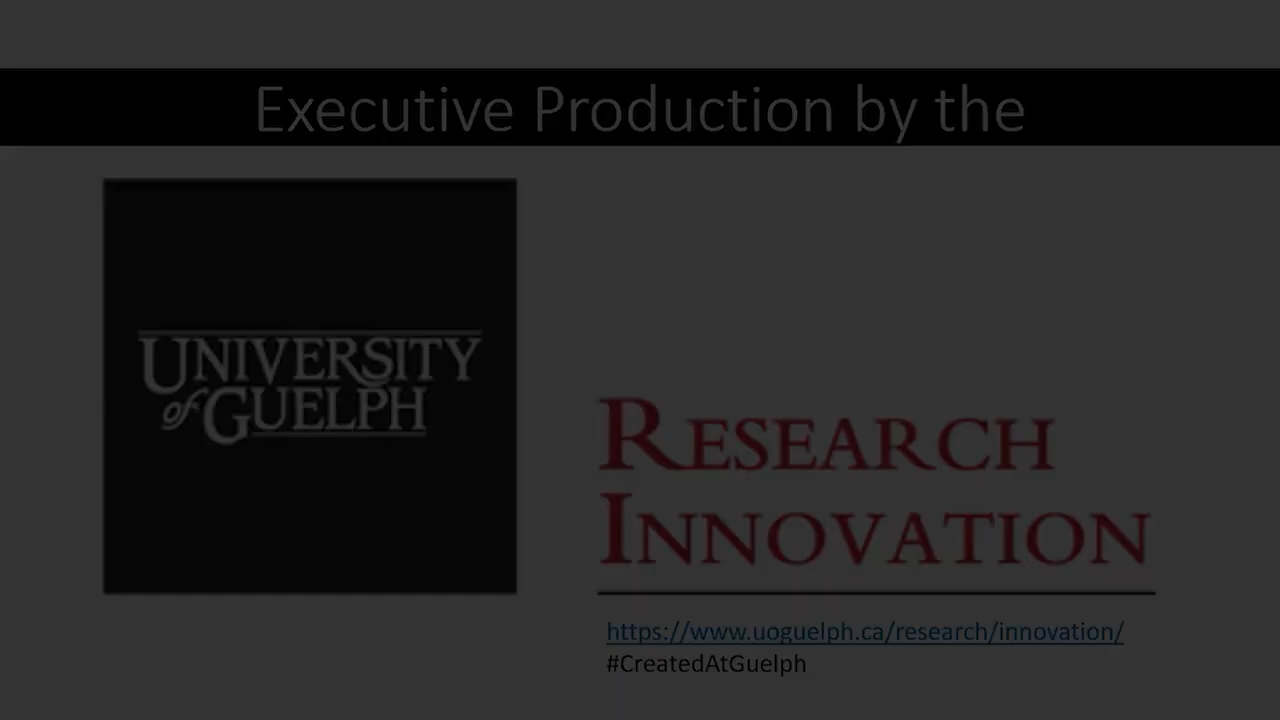 Executive Production by the
UNIVERSITY
of GUELPH
RESEARCH
INNOVATION
https://www.uoguelph.ca/research/innovation/
#CreatedAtGuelph